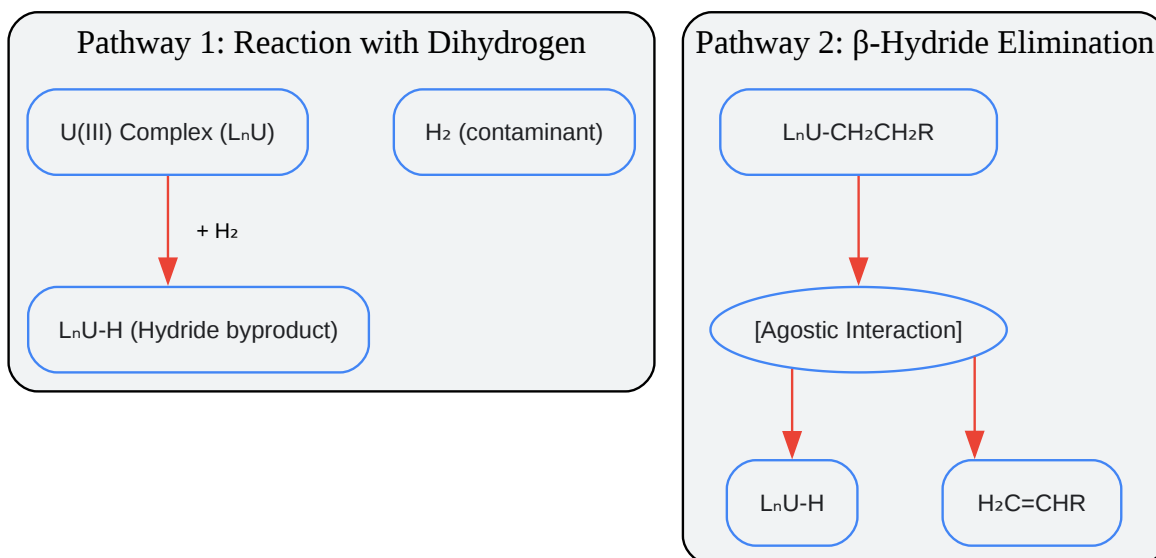 Pathway 1: Reaction with Dihydrogen
U(III) Complex (LₙU)
H₂ (contaminant)
+ H₂
LₙU-H (Hydride byproduct)
Pathway 2: β-Hydride Elimination
LₙU-CH₂CH₂R
[Agostic Interaction]
LₙU-H
H₂C=CHR